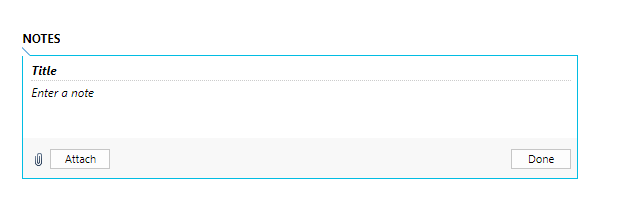 NOTES
Title
Enter a note
Attach
Done